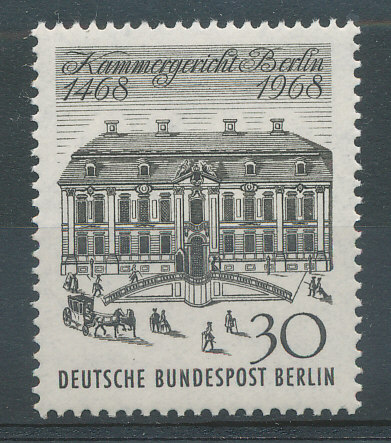 Kammergericht Berlin
1468 1968
30
DEUTSCHE BUNDESPOST BERLIN